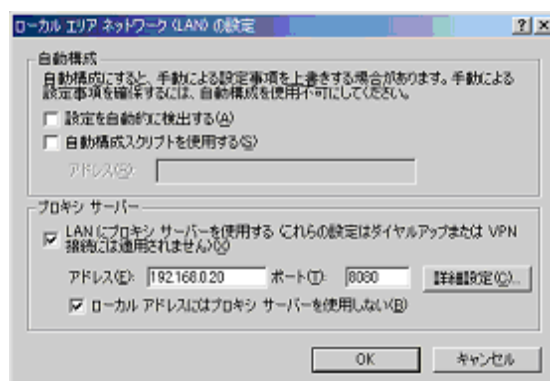 ローカル エリア ネットワーク (LAN) の設定
自動構成
自動構成にすると、手動による設定事項を上書きする場合があります。手動による
設定事項を確保するには、自動構成を使用不可にしてください。
設定を自動的に検出する(A)
自動構成スクリプトを使用する(S)
アドレス(R):
プロキシ サーバー
LAN にプロキシ サーバーを使用する (これらの設定はダイヤルアップまたは VPN
接続には適用されません)(X)
アドレス(E): 192.168.0.20 ポート(T): 8080 詳細設定(C)...
ローカル アドレスにはプロキシ サーバーを使用しない(B)
OK キャンセル